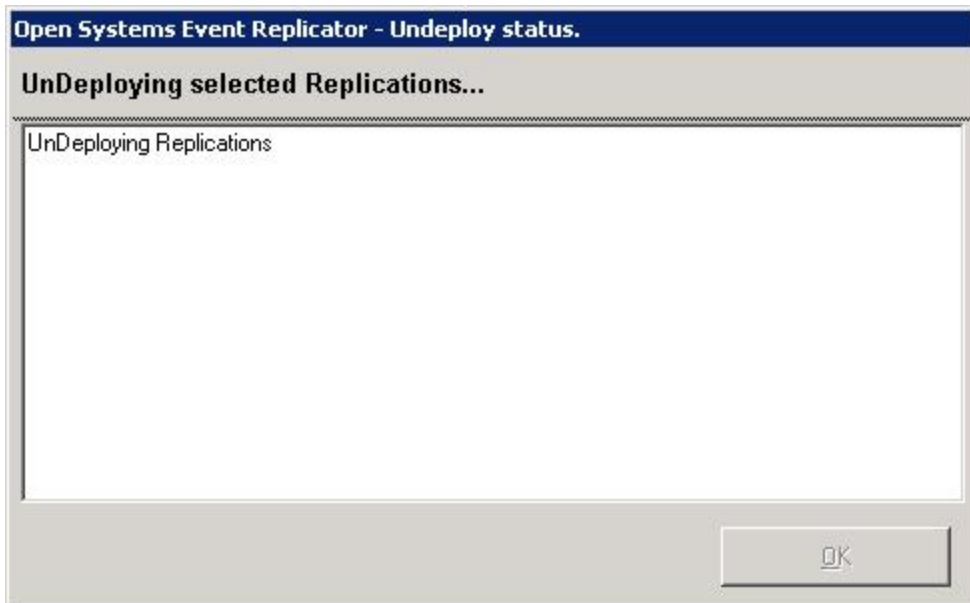 Open Systems Event Replicator - Undeploy status.
UnDeploying selected Replications...
UnDeploying Replications
OK